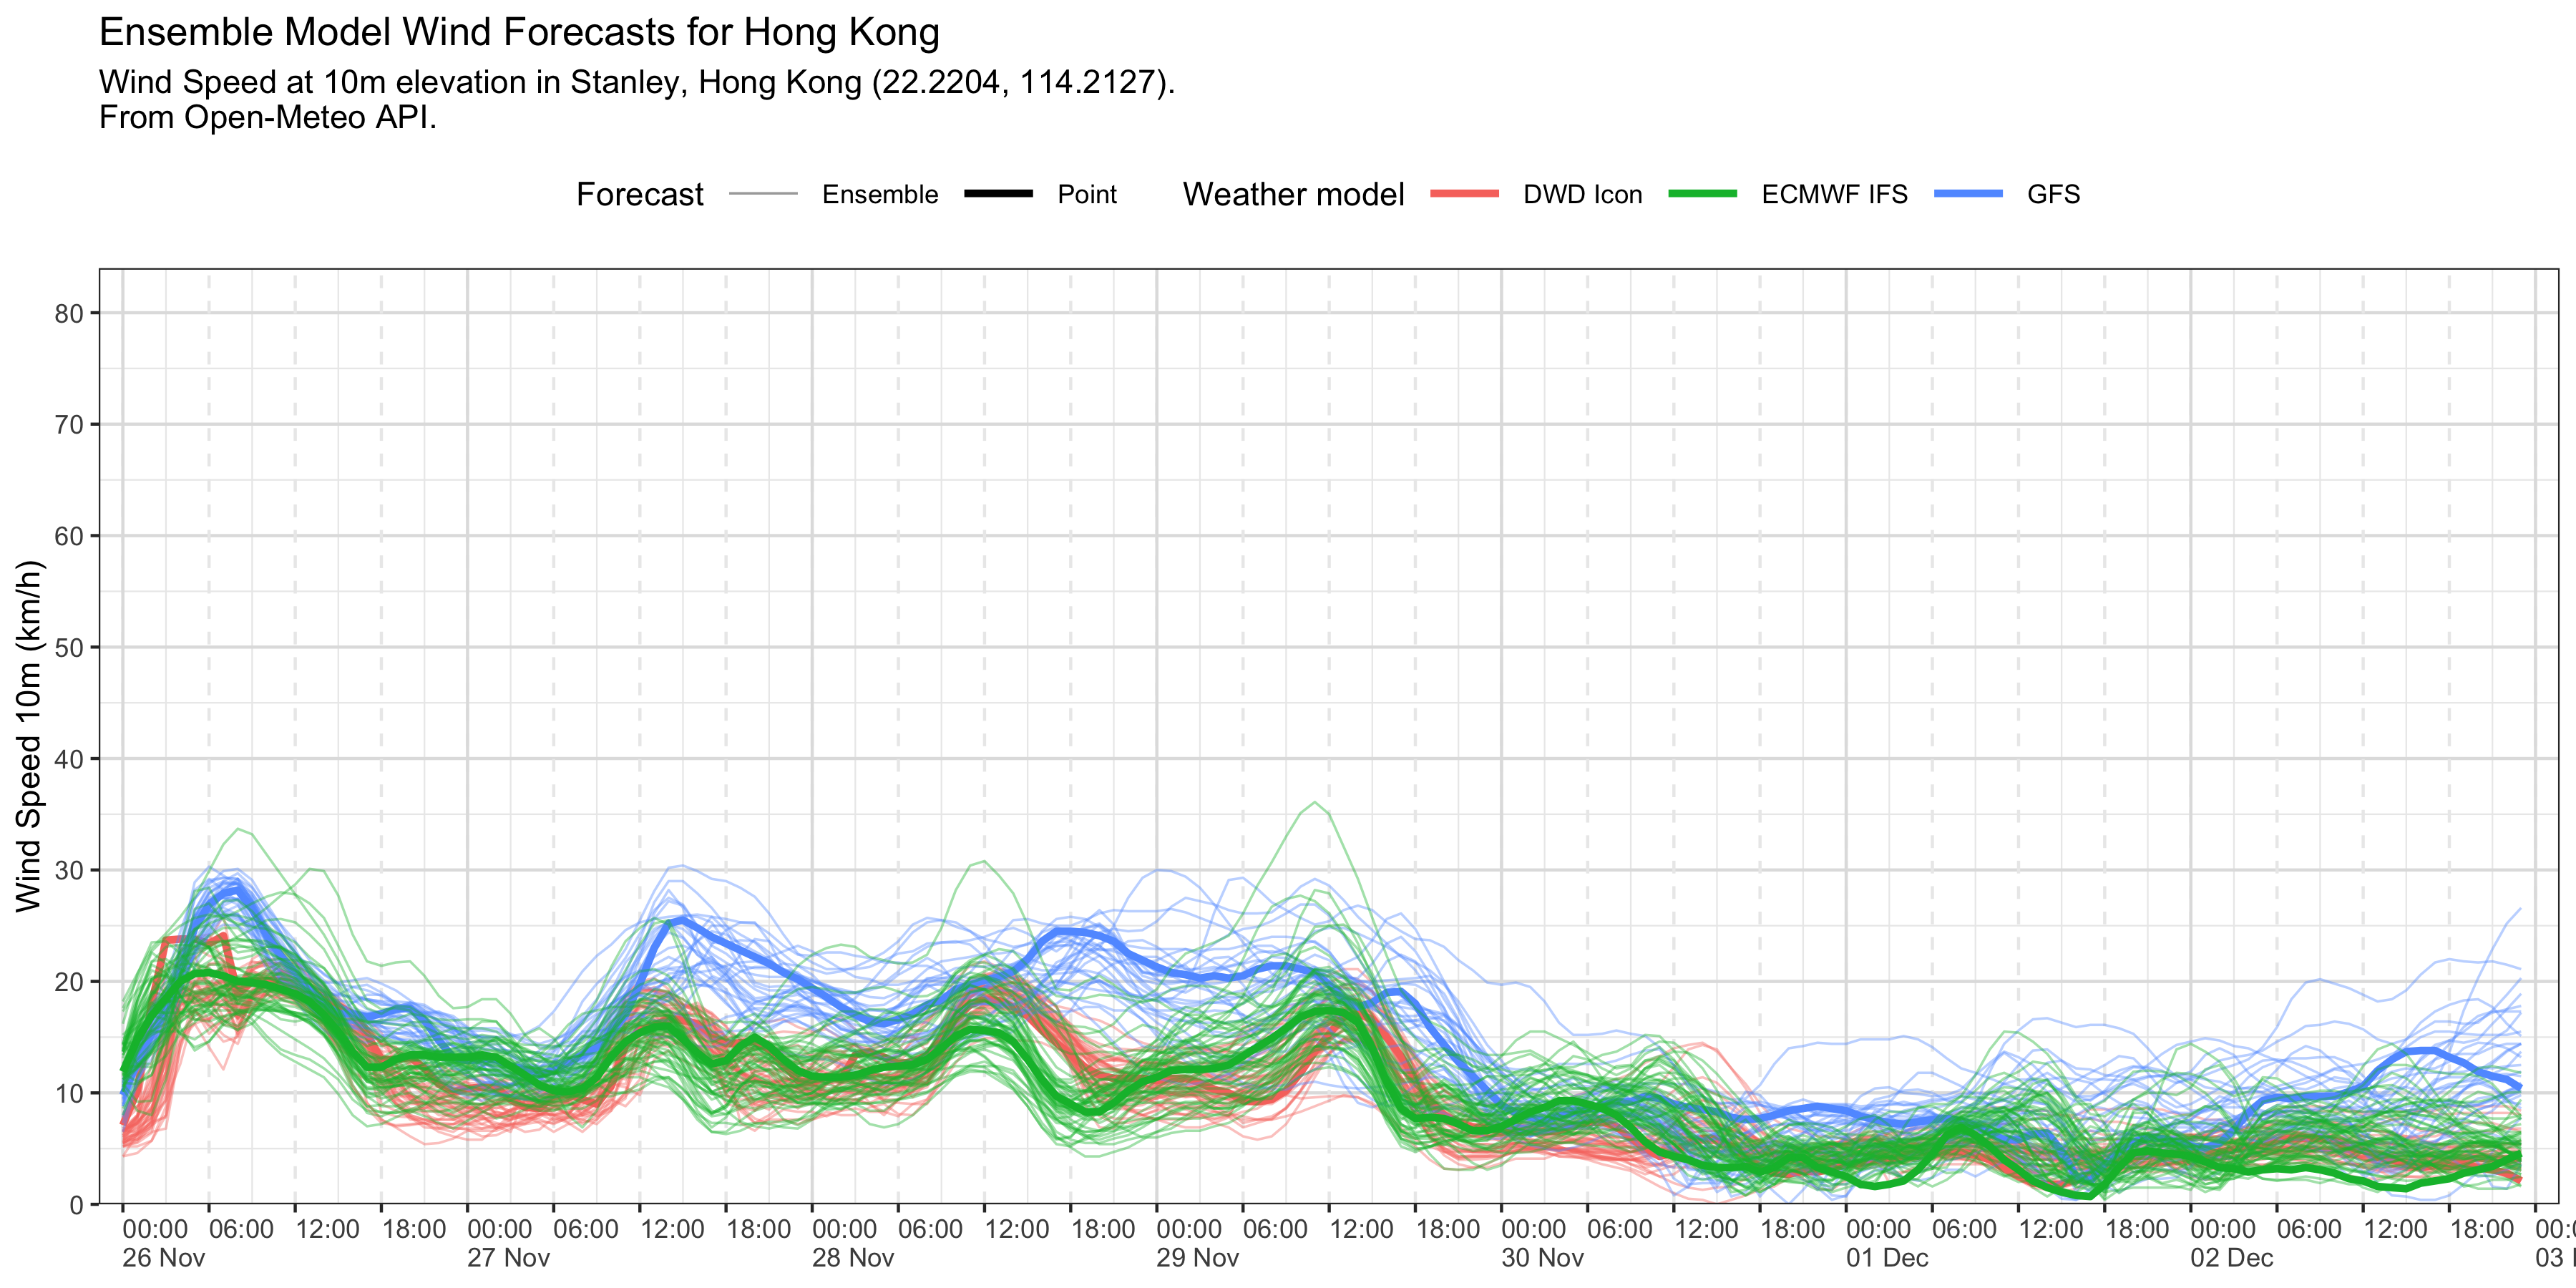 Ensemble Model Wind Forecasts for Hong Kong
Wind Speed at 10m elevation in Stanley, Hong Kong (22.2204, 114.2127).
From Open-Meteo API.
Forecast Ensemble Point Weather model DWD Icon ECMWF IFS GFS
Wind Speed 10m (km/h)
80
70
60
50
40
30
20
10
0
00:00 06:00 12:00 18:00 00:00 06:00 12:00 18:00 00:00 06:00 12:00 18:00 00:00 06:00 12:00 18:00 00:00 06:00 12:00 18:00 00:00 06:00 12:00 18:00 00:00 06:00 12:00 18:00
26 Nov 27 Nov 28 Nov 29 Nov 30 Nov 01 Dec 02 Dec 03